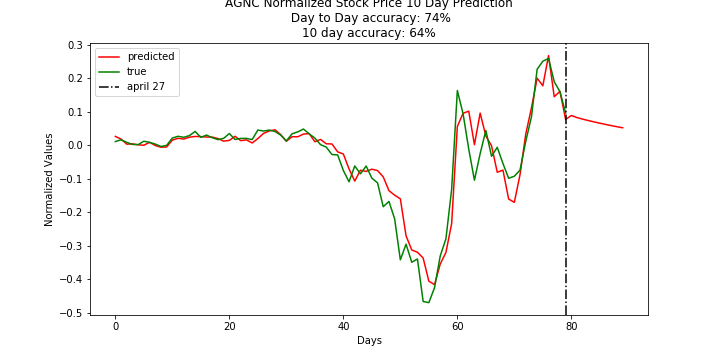 AGNC Normalized Stock Price 10 Day Prediction
Day to Day accuracy: 74%
10 day accuracy: 64%
predicted
true
april 27
Normalized Values
0.3
0.2
0.1
0.0
−0.1
−0.2
−0.3
−0.4
−0.5
0 20 40 60 80
Days